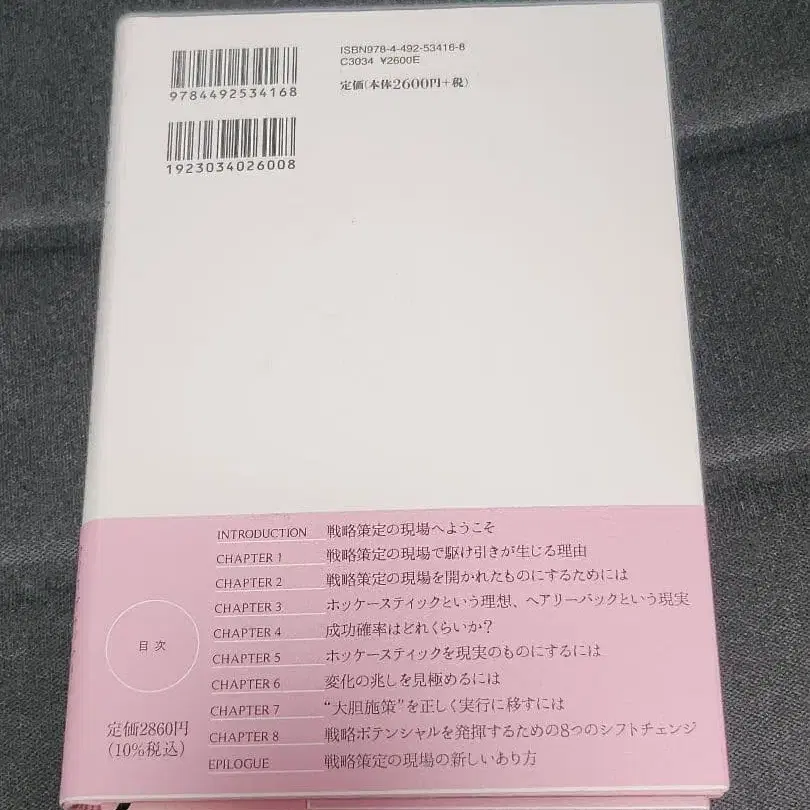 ISBN978-4-492-53416-8
C3034 ¥2600E
定価(本体2600円+税)
9784492534168
1923034026008
目次
INTRODUCTION 戦略策定の現場へようこそ
CHAPTER 1 戦略策定の現場で駆け引きが生じる理由
CHAPTER 2 戦略策定の現場を開かれたものにするためには
CHAPTER 3 ホッケースティックという理想、ヘアリーバックという現実
CHAPTER 4 成功確率はどれくらいか?
CHAPTER 5 ホッケースティックを現実のものにするには
CHAPTER 6 変化の兆しを見極めるには
CHAPTER 7 “大胆施策”を正しく実行に移すには
CHAPTER 8 戦略ポテンシャルを発揮するための8つのシフトチェンジ
EPILOGUE 戦略策定の現場の新しいあり方
定価2860円
(10%税込)